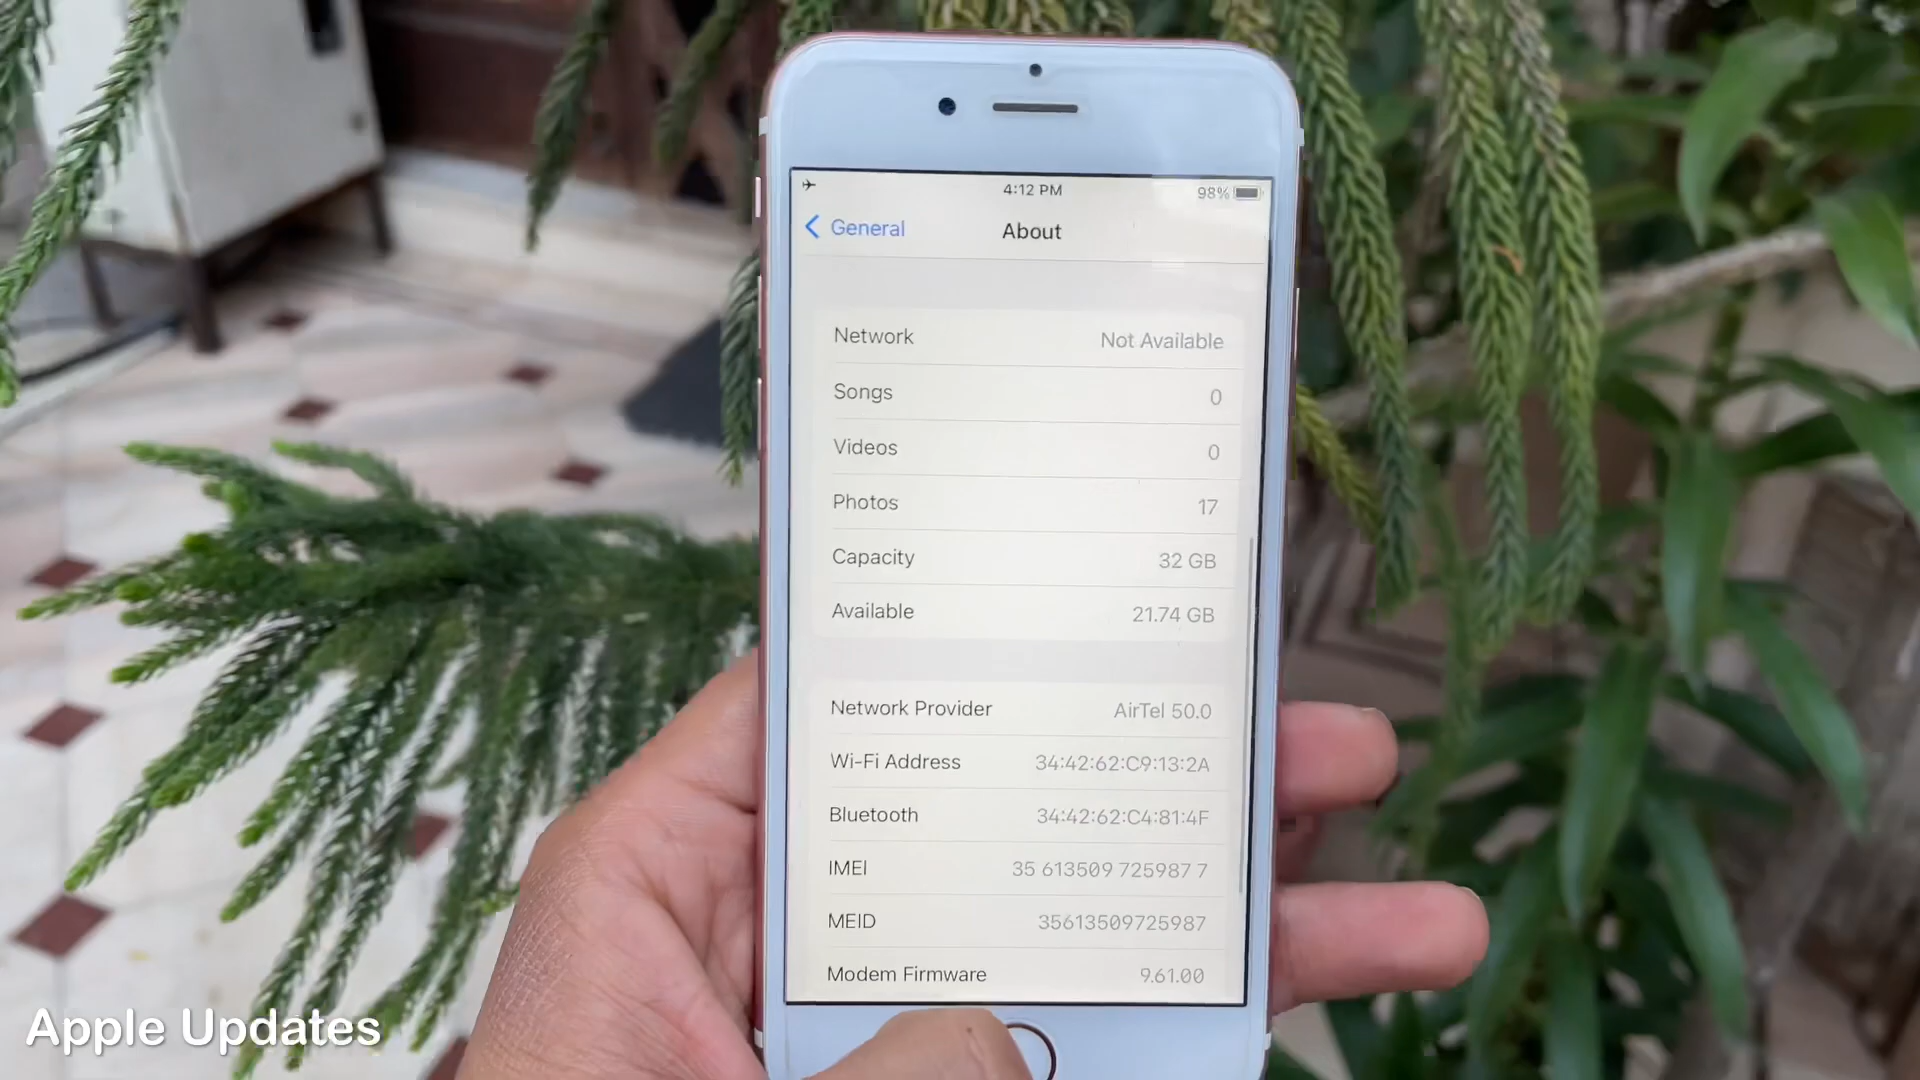 4:12 PM
98%
General
About
Network Not Available
Songs 0
Videos 0
Photos 17
Capacity 32 GB
Available 21.74 GB
Network Provider AirTel 50.0
Wi-Fi Address 34:42:62:C9:13:2A
Bluetooth 34:42:62:C4:81:4F
IMEI 35 613509 725987 7
MEID 35613509725987
Modem Firmware 9.61.00
Apple Updates